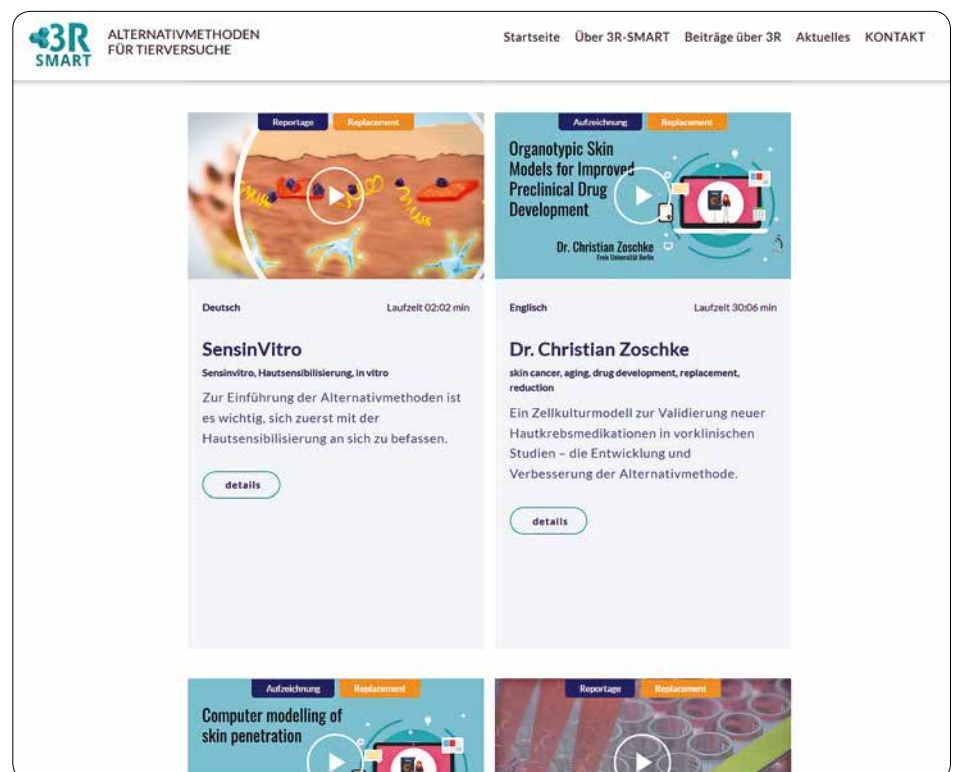 3R
SMART
ALTERNATIVMETHODEN
FÜR TIERVERSUCHE
Startseite Über 3R-SMART Beiträge über 3R Aktuelles KONTAKT
Reportage Replacement
Deutsch Laufzeit 02:02 min
SensinVitro
Sensinvitro, Hautsensibilisierung, in vitro
Zur Einführung der Alternativmethoden ist
es wichtig, sich zuerst mit der
Hautsensibilisierung an sich zu befassen.
details
Aufzeichnung Replacement
Organotypic Skin
Models for Improved
Preclinical Drug
Development
Dr. Christian Zoschke
Freie Universität Berlin
Englisch Laufzeit 30:06 min
Dr. Christian Zoschke
skin cancer, aging, drug development, replacement,
reduction
Ein Zellkulturmodell zur Validierung neuer
Hautkrebsmedikationen in vorklinischen
Studien – die Entwicklung und
Verbesserung der Alternativmethode.
details
Aufzeichnung Replacement
Computer modelling of
skin penetration
Reportage Replacement